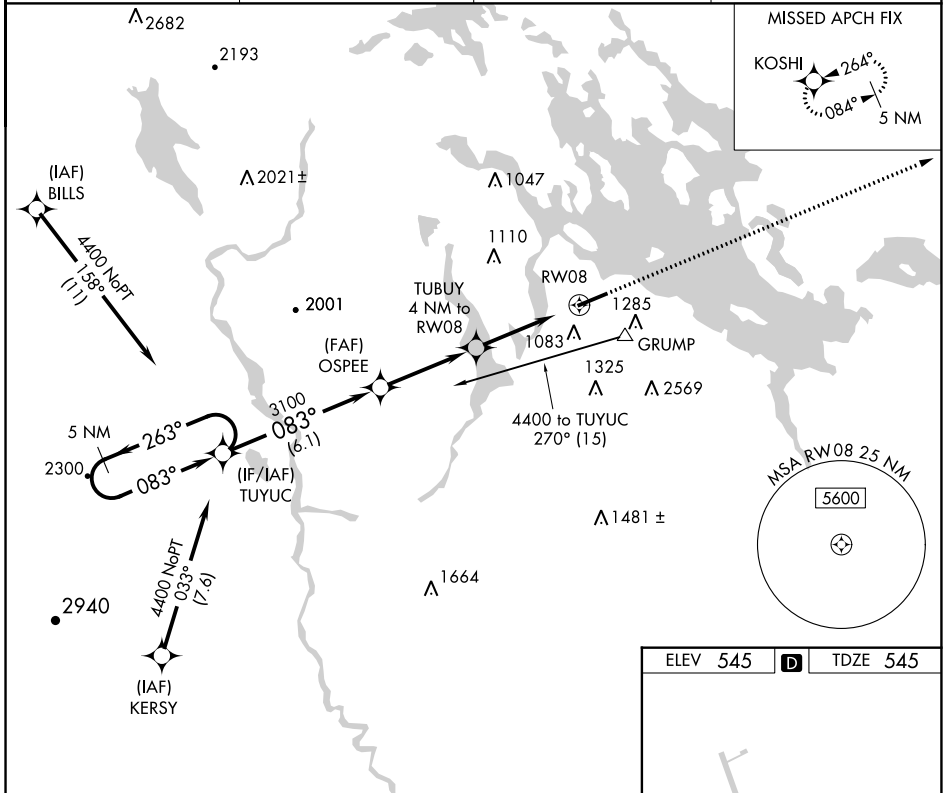 2682
2193
MISSED APCH FIX
KOSHI
264°
084°
5 NM
(IAF)
BILLS
2021±
1047
4400 NoPT
158°
(11)
1110
RW08
TUBUY
4 NM to
RW08
2001
1285
1083
GRUMP
(FAF)
OSPEE
1325
2569
3100
083°
(6.1)
4400 to TUYUC
270° (15)
5 NM
263°
2300
083°
(IF/IAF)
TUYUC
MSA RW08 25 NM
5600
1481 ±
4400 NoPT
033°
(7.6)
1664
2940
(IAF)
KERSY
ELEV 545 D TDZE 545